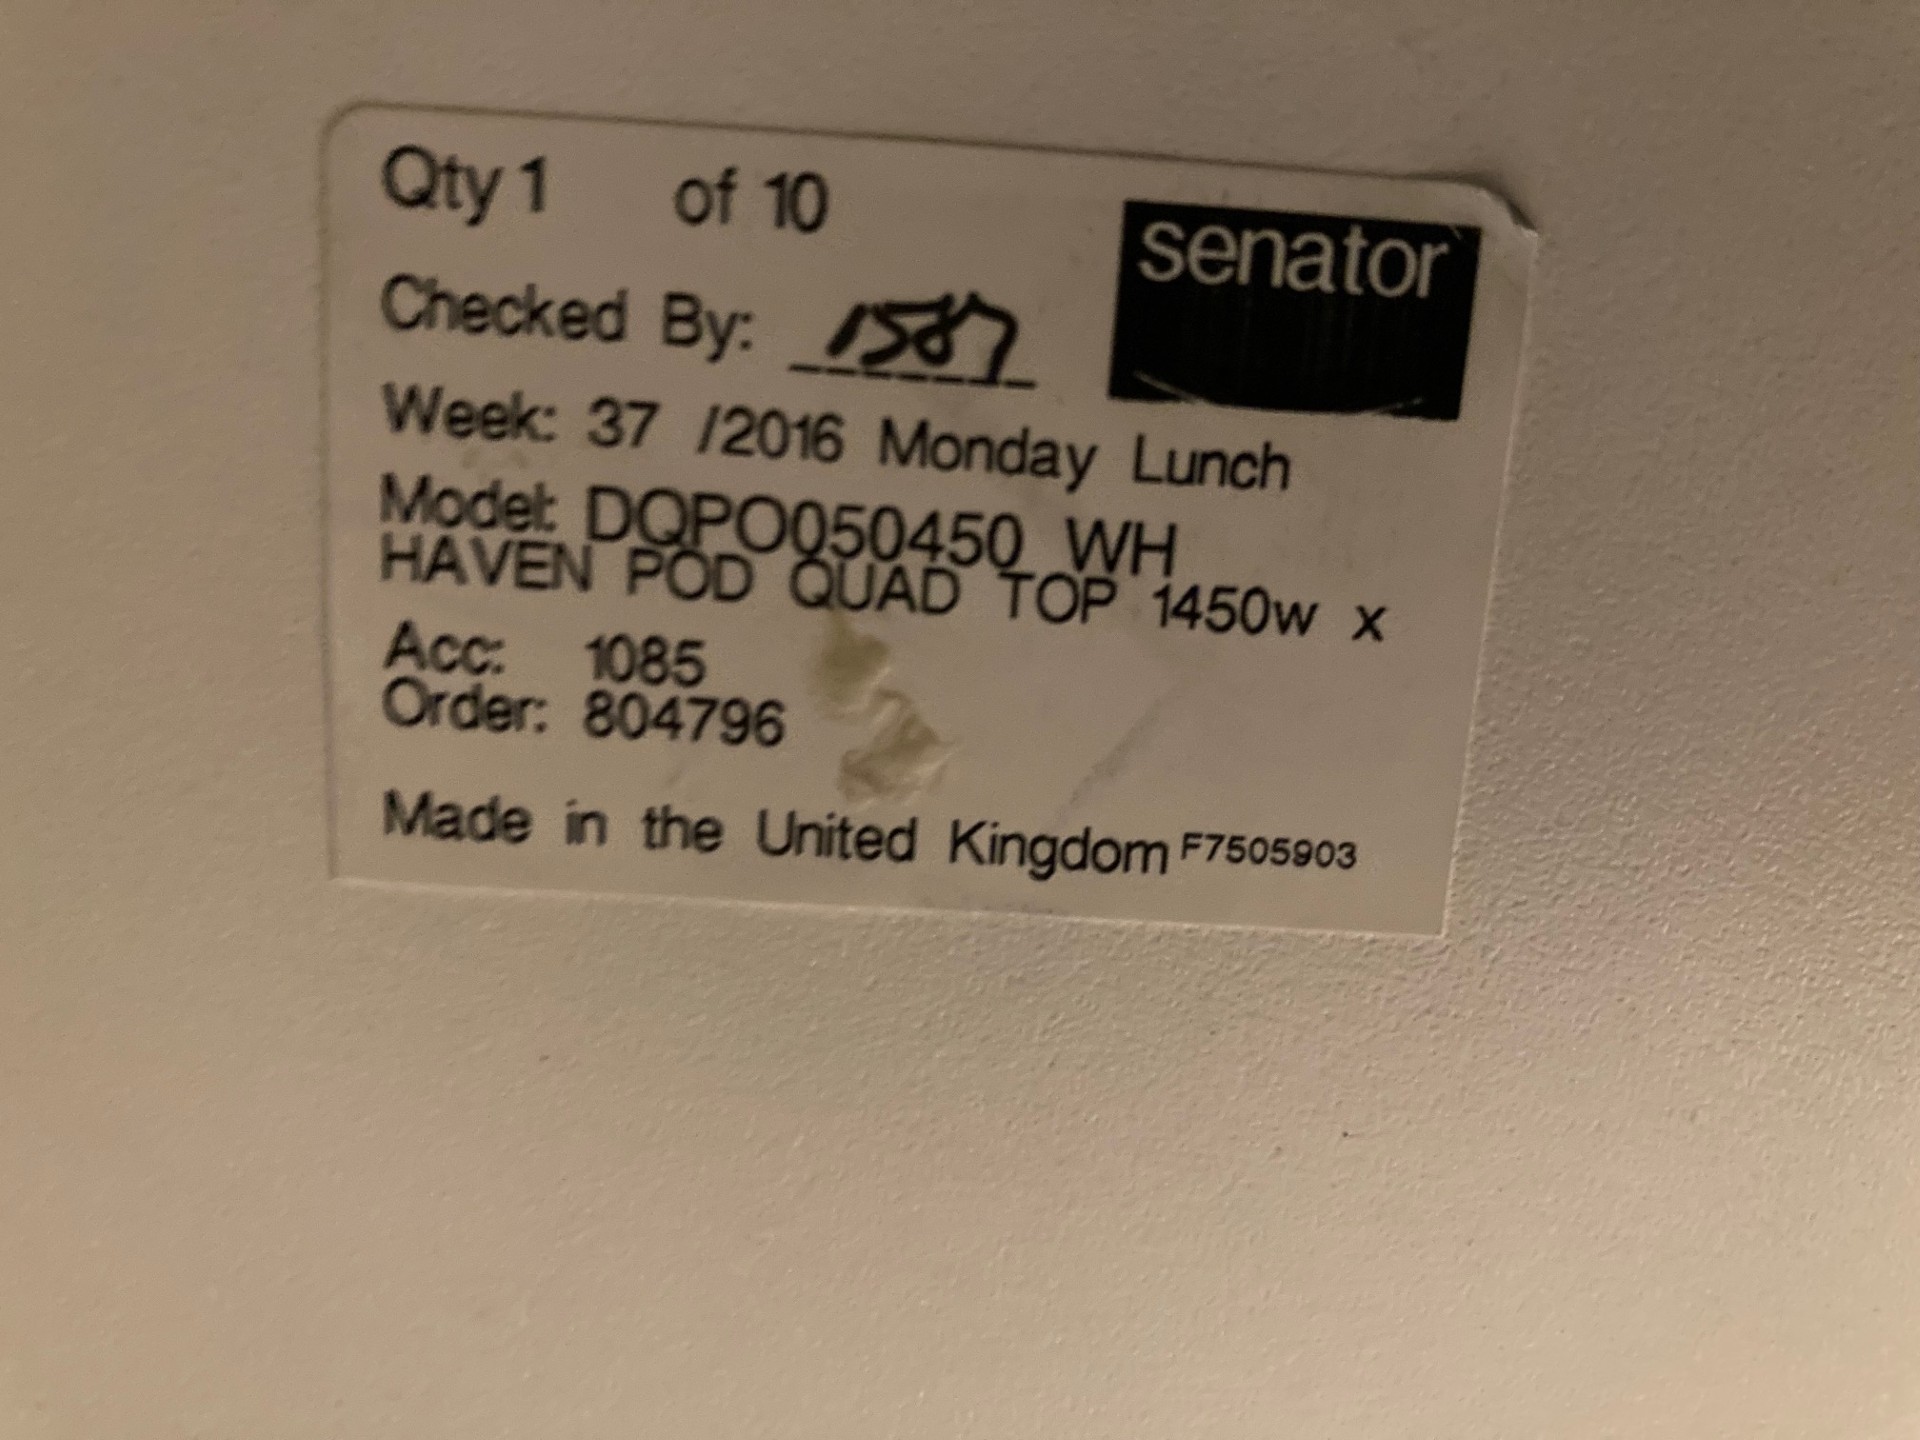 Qty 1 of 10
senator
Checked By: 1587
Week: 37 /2016 Monday Lunch
Model: DQPO050450 WH
HAVEN POD QUAD TOP 1450w x
Acc: 1085
Order: 804796
Made in the United Kingdom F7505903